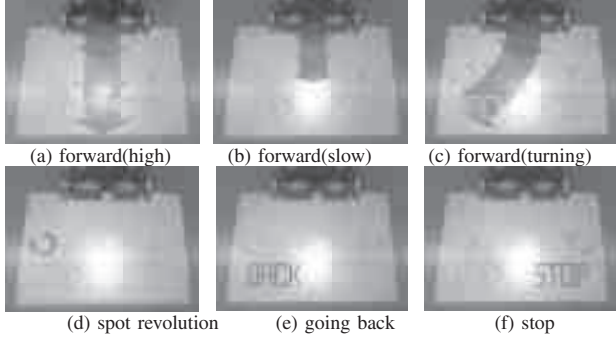 (a) forward(high) (b) forward(slow) (c) forward(turning)
BACK STOP
(d) spot revolution (e) going back (f) stop